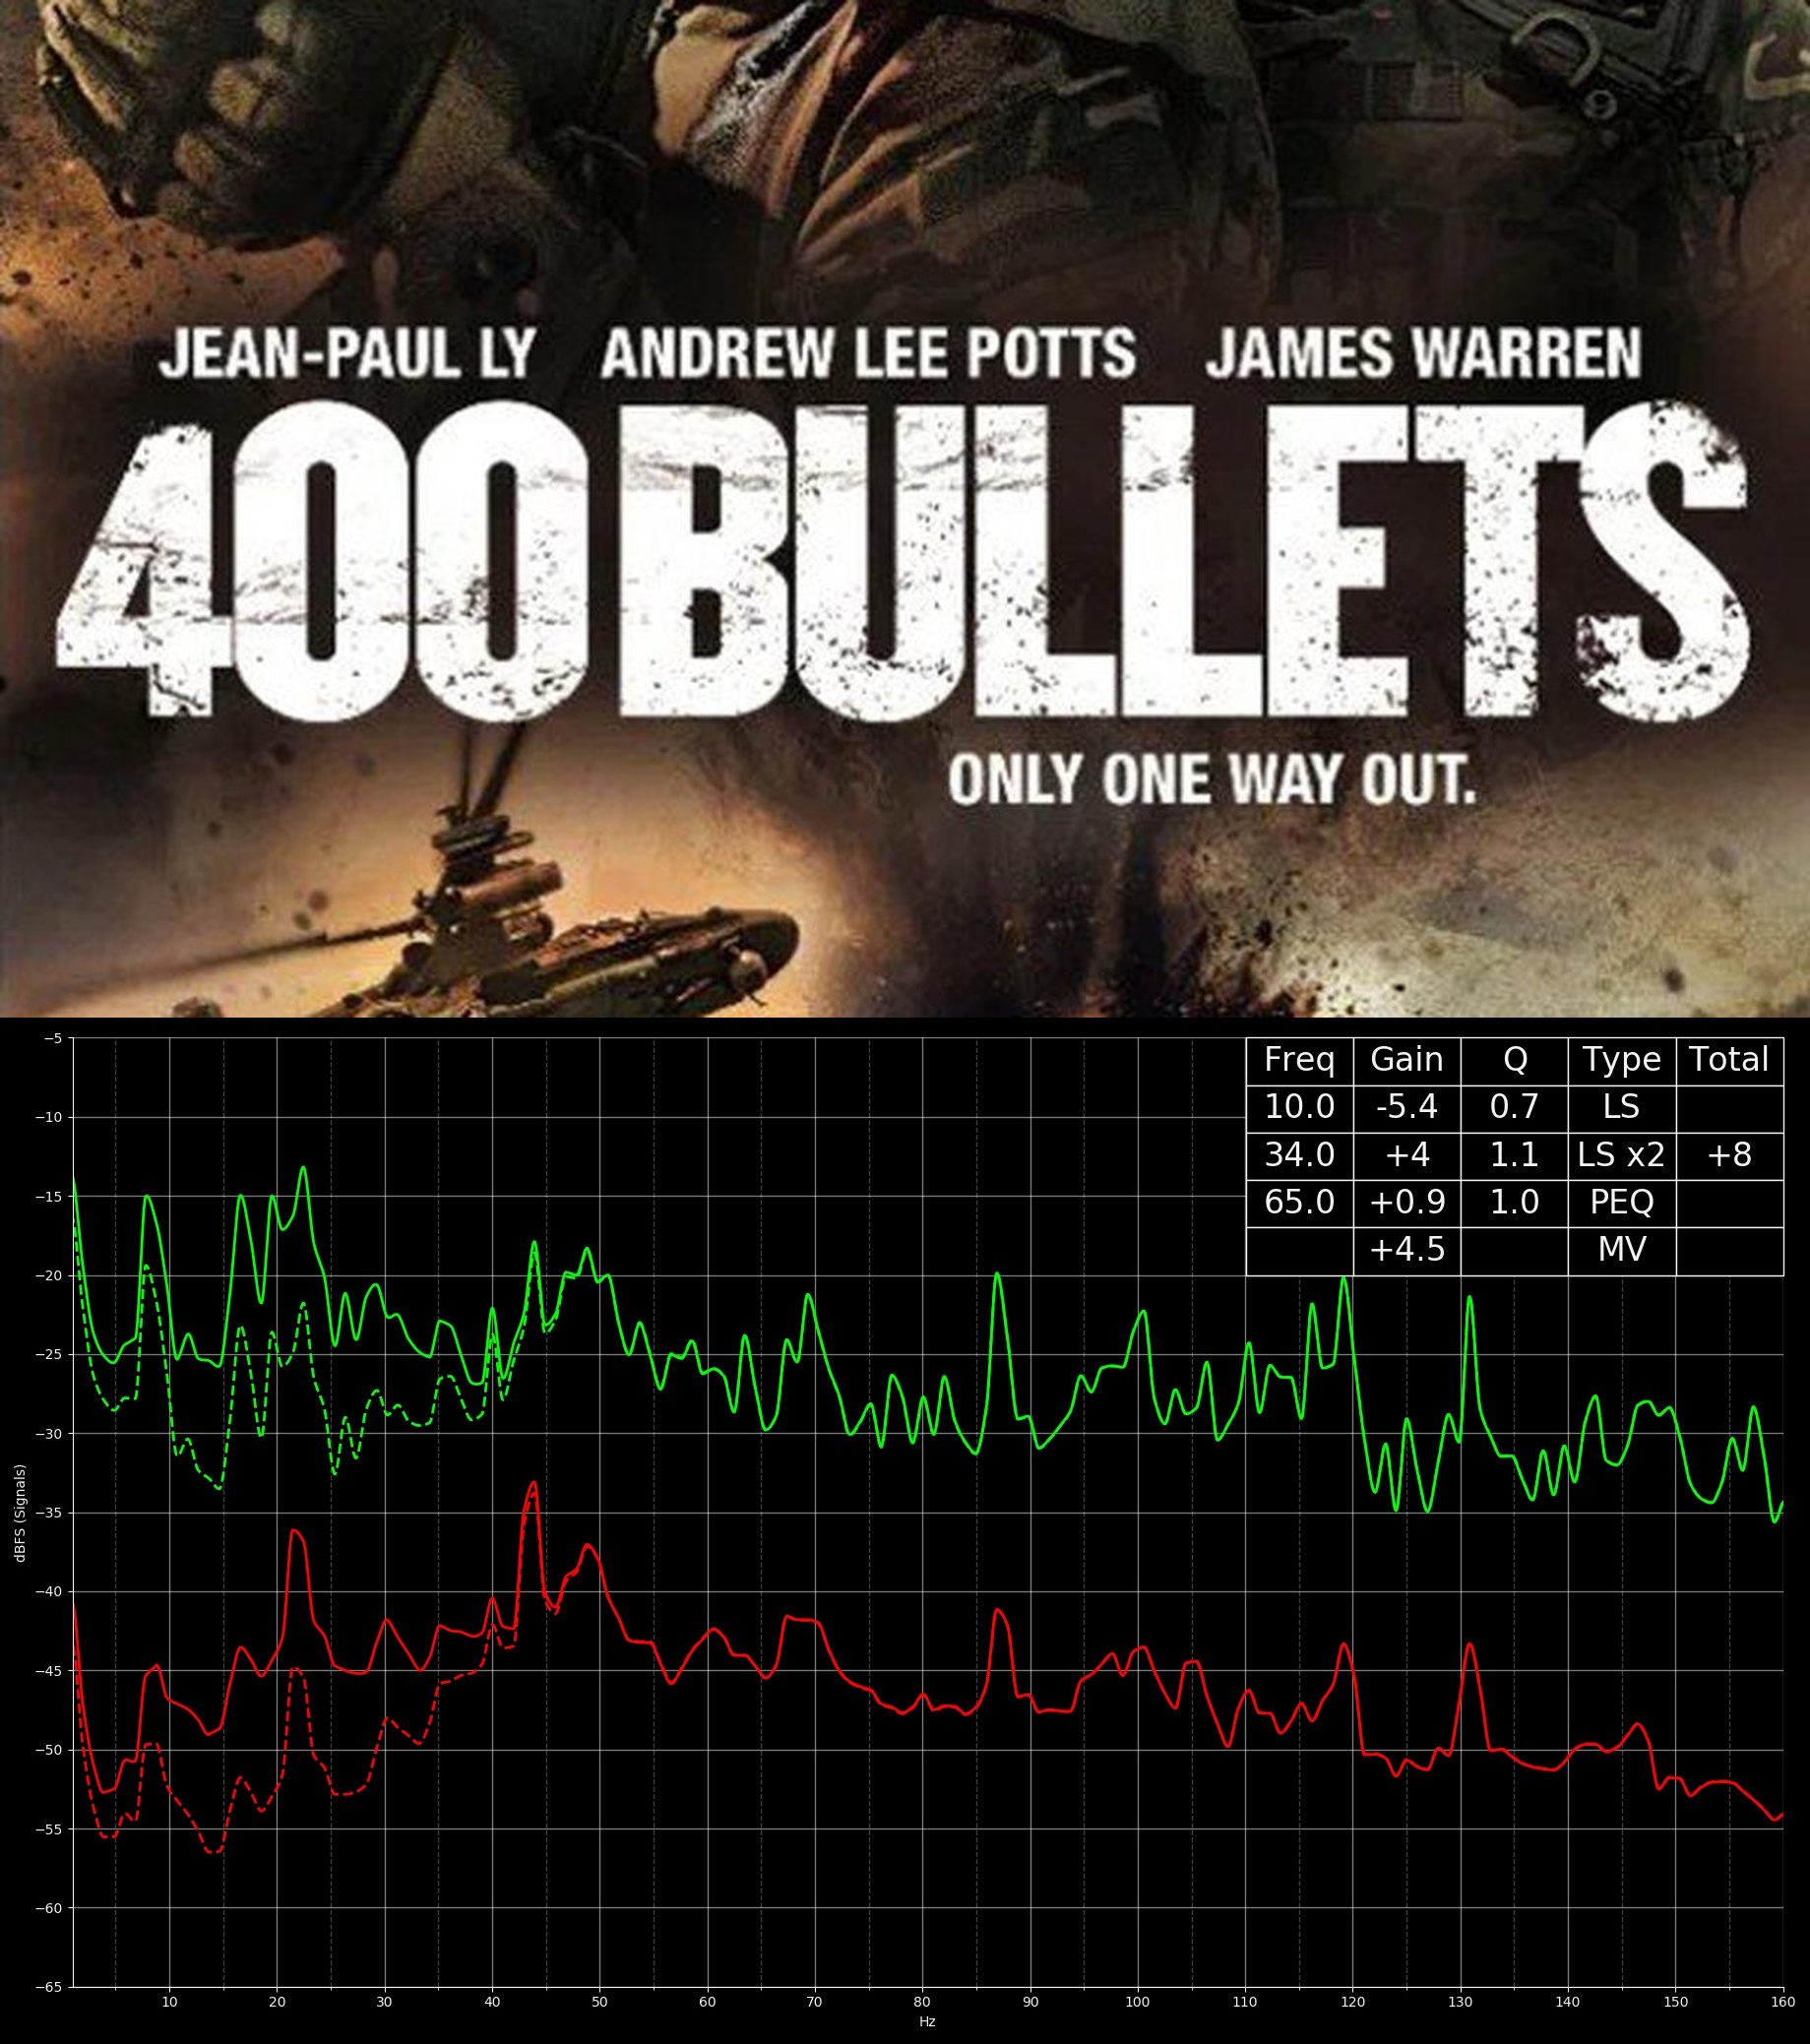 JEAN-PAUL LY ANDREW LEE POTTS JAMES WARREN
400 BULLETS
ONLY ONE WAY OUT.
Freq Gain Q Type Total
10.0 -5.4 0.7 LS
34.0 +4 1.1 LS x2 +8
65.0 +0.9 1.0 PEQ
+4.5 MV
−5
−10
−15
−20
−25
−30
−35
−40
−45
−50
−55
−60
−65
dBFS (Signals)
10 20 30 40 50 60 70 80 90 100 110 120 130 140 150 160
Hz